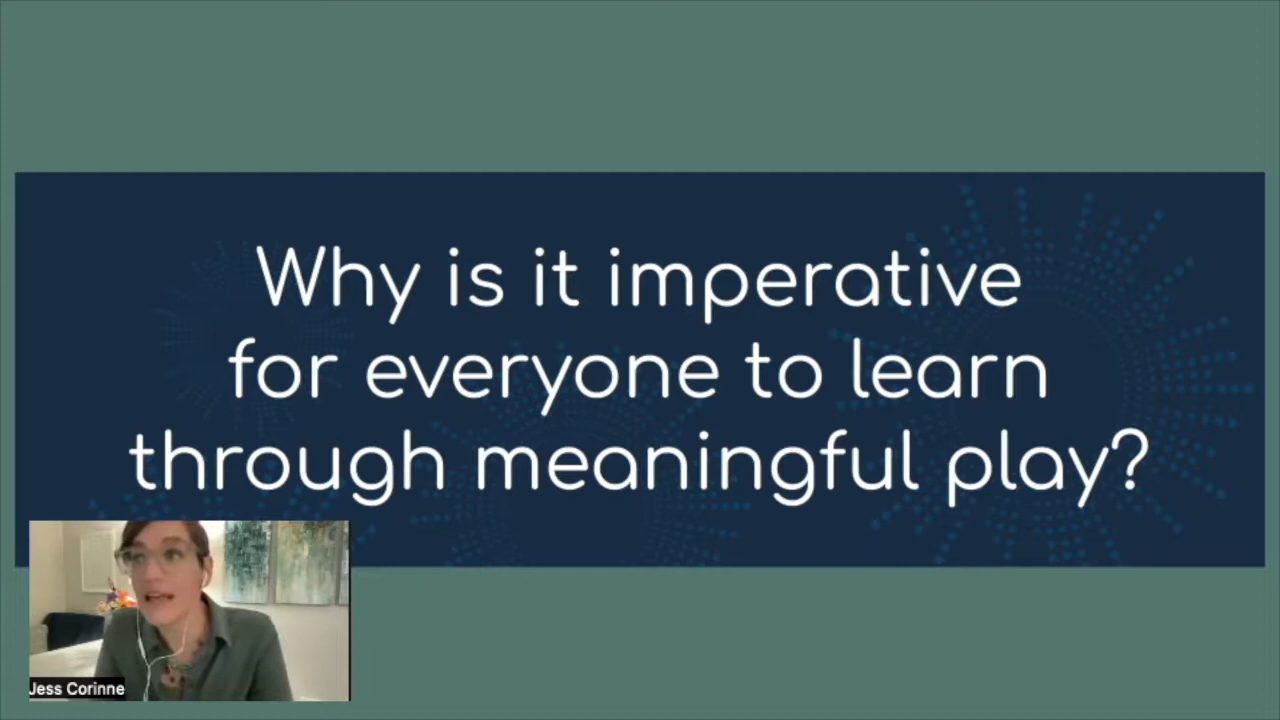 Why is it imperative
for everyone to learn
through meaningful play?
Jess Corinne